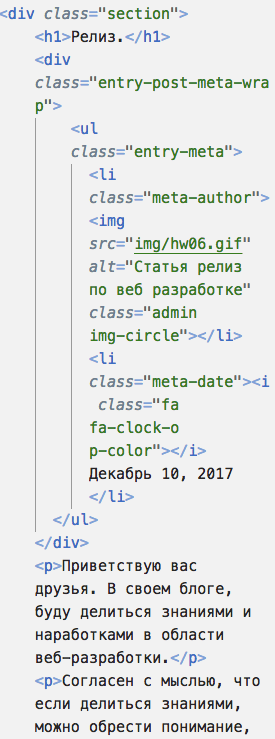 <div class="section">
<h1>Релиз.</h1>
<div
class="entry-post-meta-wra
p">
<ul
class="entry-meta">
<li
class="meta-author">
<img
src="img/hw06.gif"
alt="Статья релиз
по веб разработке"
class="admin
img-circle"></li>
<li
class="meta-date"><i
class="fa
fa-clock-o
p-color"></i>
Декабрь 10, 2017
</li>
</ul>
</div>
<p>Приветствую вас
друзья. В своем блоге,
буду делиться знаниями и
наработками в области
веб-разработки.</p>
<p>Согласен с мыслью, что
если делиться знаниями,
можно обрести понимание,